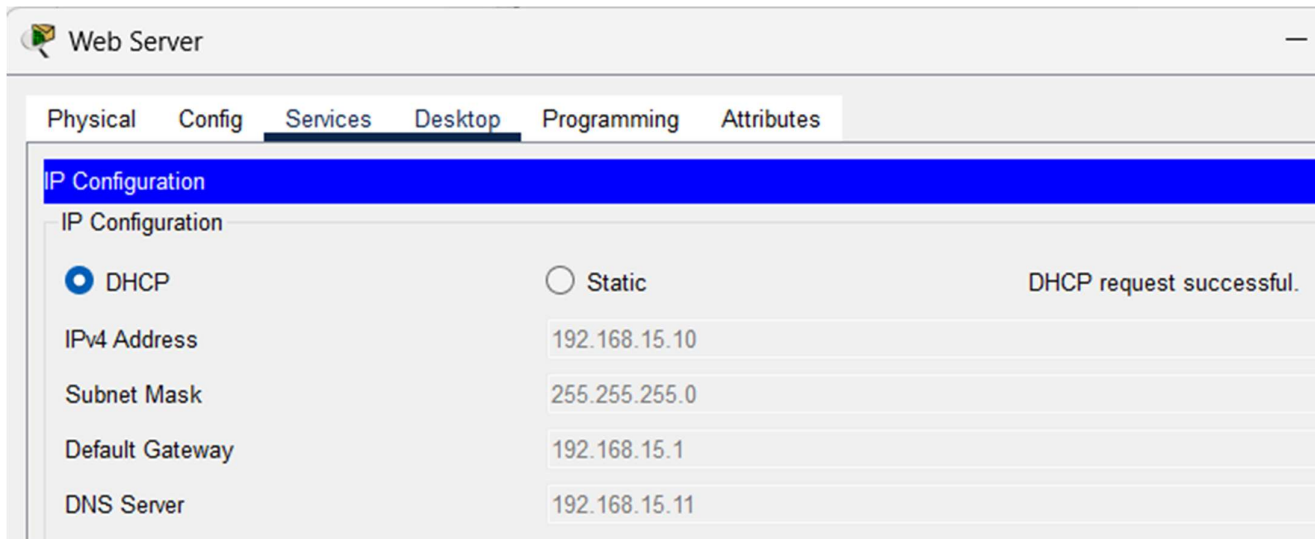 Web Server
Physical Config Services Desktop Programming Attributes
IP Configuration
IP Configuration
DHCP Static DHCP request successful.
IPv4 Address 192.168.15.10
Subnet Mask 255.255.255.0
Default Gateway 192.168.15.1
DNS Server 192.168.15.11